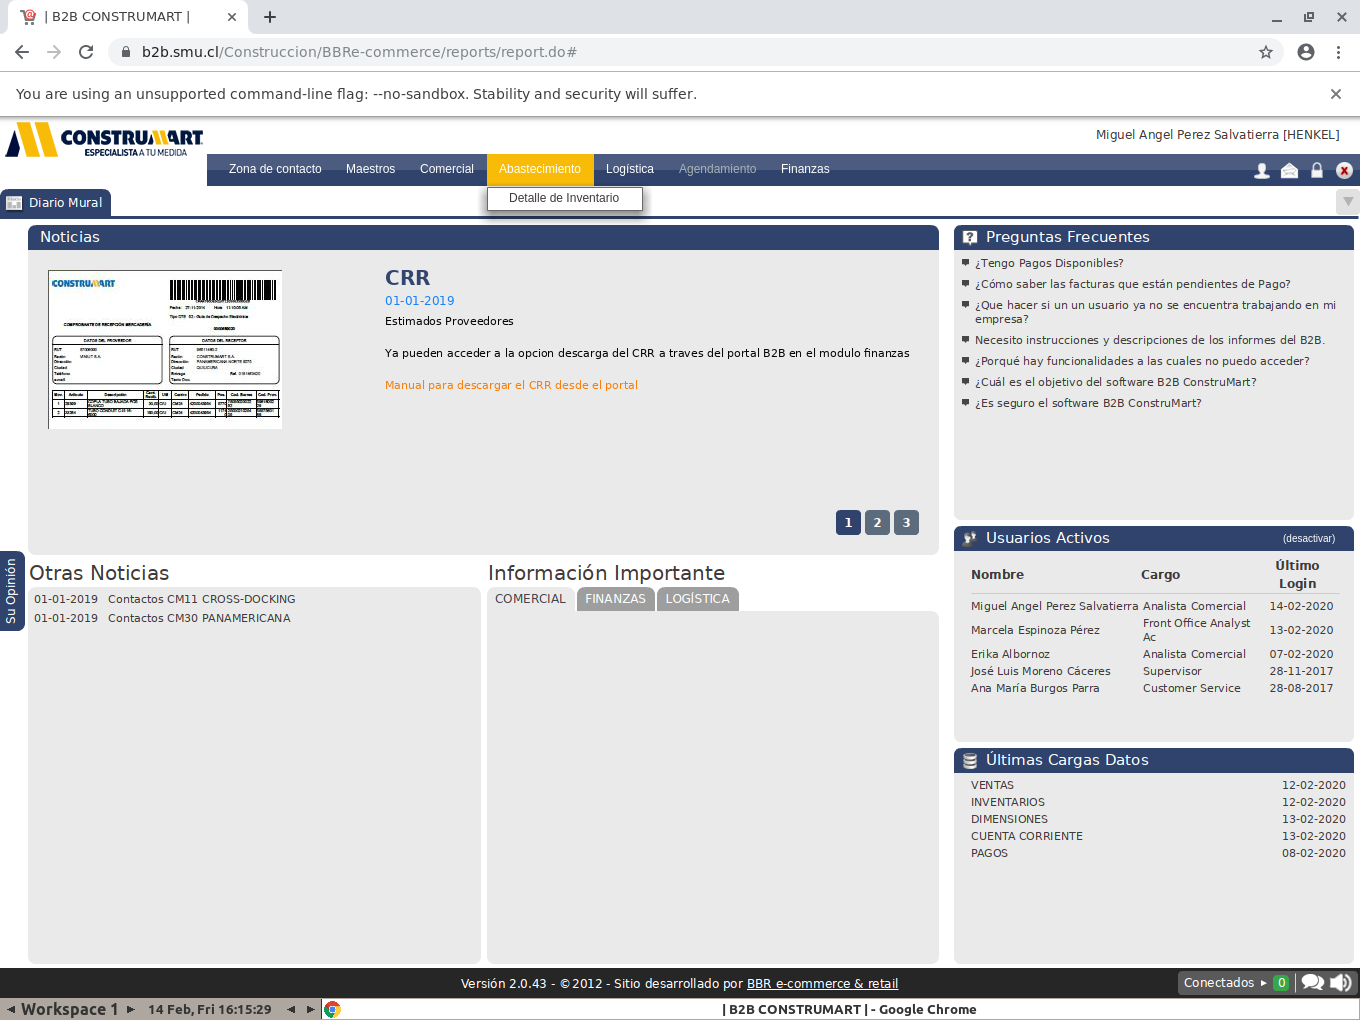 | B2B CONSTRUMART |
b2b.smu.cl/Construccion/BBRe-commerce/reports/report.do#
You are using an unsupported command-line flag: --no-sandbox. Stability and security will suffer.
CONSTRUMART
ESPECIALISTA A TU MEDIDA
Miguel Angel Perez Salvatierra [HENKEL]
Zona de contacto Maestros Comercial Abastecimiento Logística Agendamiento Finanzas
Detalle de Inventario
Diario Mural
Noticias
CONSTRUMART
COMPROBANTE DE RECEPCIÓN MERCADERÍA
DATOS DEL PROVEEDOR
DATOS DEL RECEPTOR
CRR
01-01-2019
Estimados Proveedores
Ya pueden acceder a la opcion descarga del CRR a traves del portal B2B en el modulo finanzas
Manual para descargar el CRR desde el portal
1 2 3
Preguntas Frecuentes
¿Tengo Pagos Disponibles?
¿Cómo saber las facturas que están pendientes de Pago?
¿Que hacer si un un usuario ya no se encuentra trabajando en mi
empresa?
Necesito instrucciones y descripciones de los informes del B2B.
¿Porqué hay funcionalidades a las cuales no puedo acceder?
¿Cuál es el objetivo del software B2B ConstruMart?
¿Es seguro el software B2B ConstruMart?
Su Opinión
Otras Noticias
01-01-2019 Contactos CM11 CROSS-DOCKING
01-01-2019 Contactos CM30 PANAMERICANA
Información Importante
COMERCIAL FINANZAS LOGÍSTICA
Usuarios Activos (desactivar)
Nombre Cargo Último
Login
Miguel Angel Perez Salvatierra Analista Comercial 14-02-2020
Marcela Espinoza Pérez Front Office Analyst
Ac 13-02-2020
Erika Albornoz Analista Comercial 07-02-2020
José Luis Moreno Cáceres Supervisor 28-11-2017
Ana María Burgos Parra Customer Service 28-08-2017
Últimas Cargas Datos
VENTAS 12-02-2020
INVENTARIOS 12-02-2020
DIMENSIONES 13-02-2020
CUENTA CORRIENTE 13-02-2020
PAGOS 08-02-2020
Versión 2.0.43 - ©2012 - Sitio desarrollado por BBR e-commerce & retail
Conectados 0
Workspace 1 14 Feb, Fri 16:15:29 | B2B CONSTRUMART | - Google Chrome